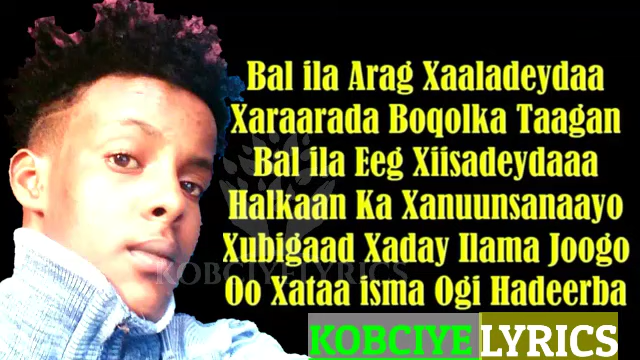 Bal ila Arag Xaaladeydaa
Xaraarada Boqolka Taagan
Bal ila Eeg Xiisadeydaaa
Halkaan Ka Xanuunsanaayo
Xubigaad Xaday Ilama Joogo
KOBCIYELYRICS
Oo Xataa isma Ogi Hadeerba
KOBCIYE LYRICS